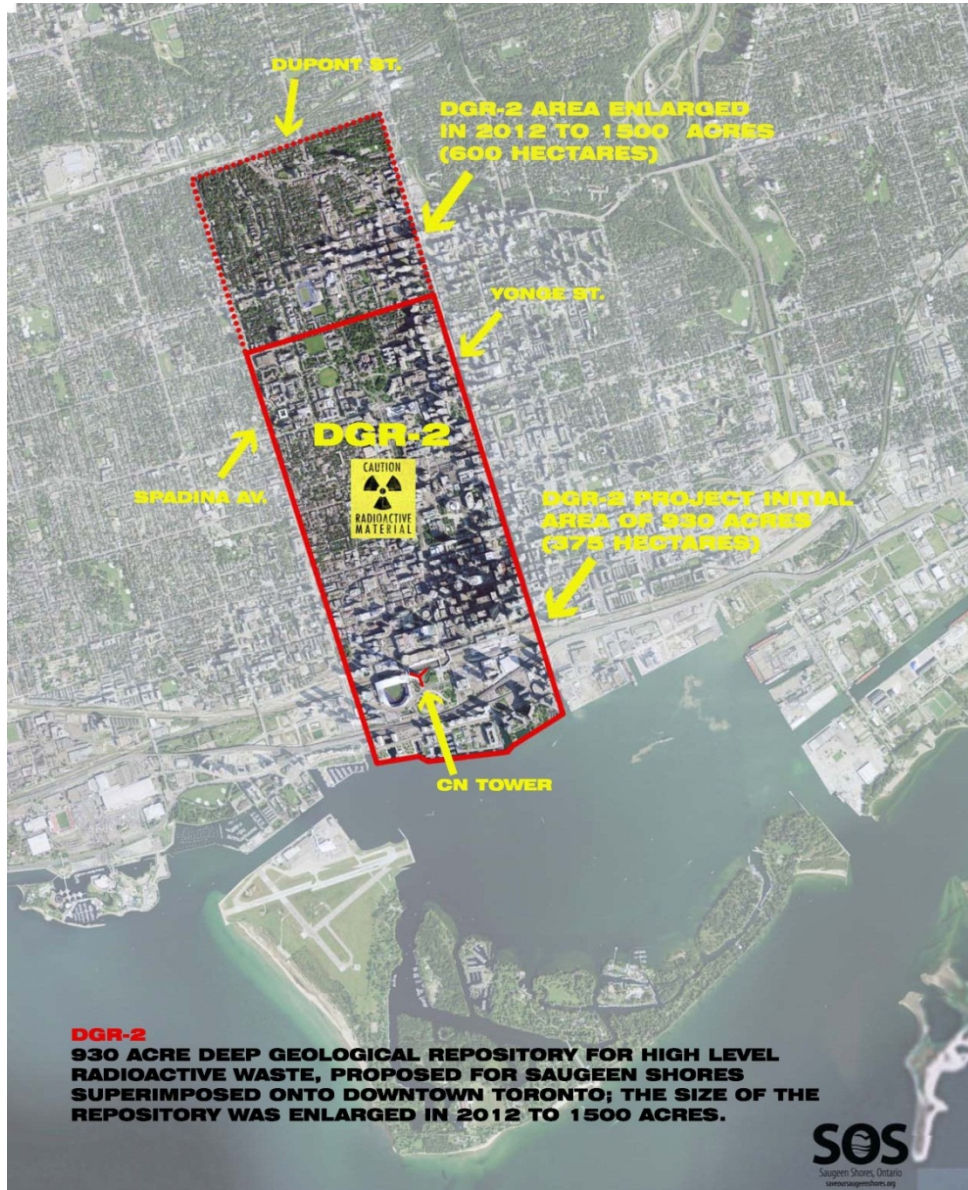 DUPONT ST.
DGR-2 AREA ENLARGED
IN 2012 TO 1500 ACRES
(600 HECTARES)
YONGE ST.
DGR-2
CAUTION
RADIOACTIVE
MATERIAL
SPADINA AV.
DGR-2 PROJECT INITIAL
AREA OF 930 ACRES
(375 HECTARES)
CN TOWER
DGR-2
930 ACRE DEEP GEOLOGICAL REPOSITORY FOR HIGH LEVEL
RADIOACTIVE WASTE, PROPOSED FOR SAUGEEN SHORES
SUPERIMPOSED ONTO DOWNTOWN TORONTO; THE SIZE OF THE
REPOSITORY WAS ENLARGED IN 2012 TO 1500 ACRES.
SOS
Saugeen Shores, Ontario
saveoursaugeenshores.org